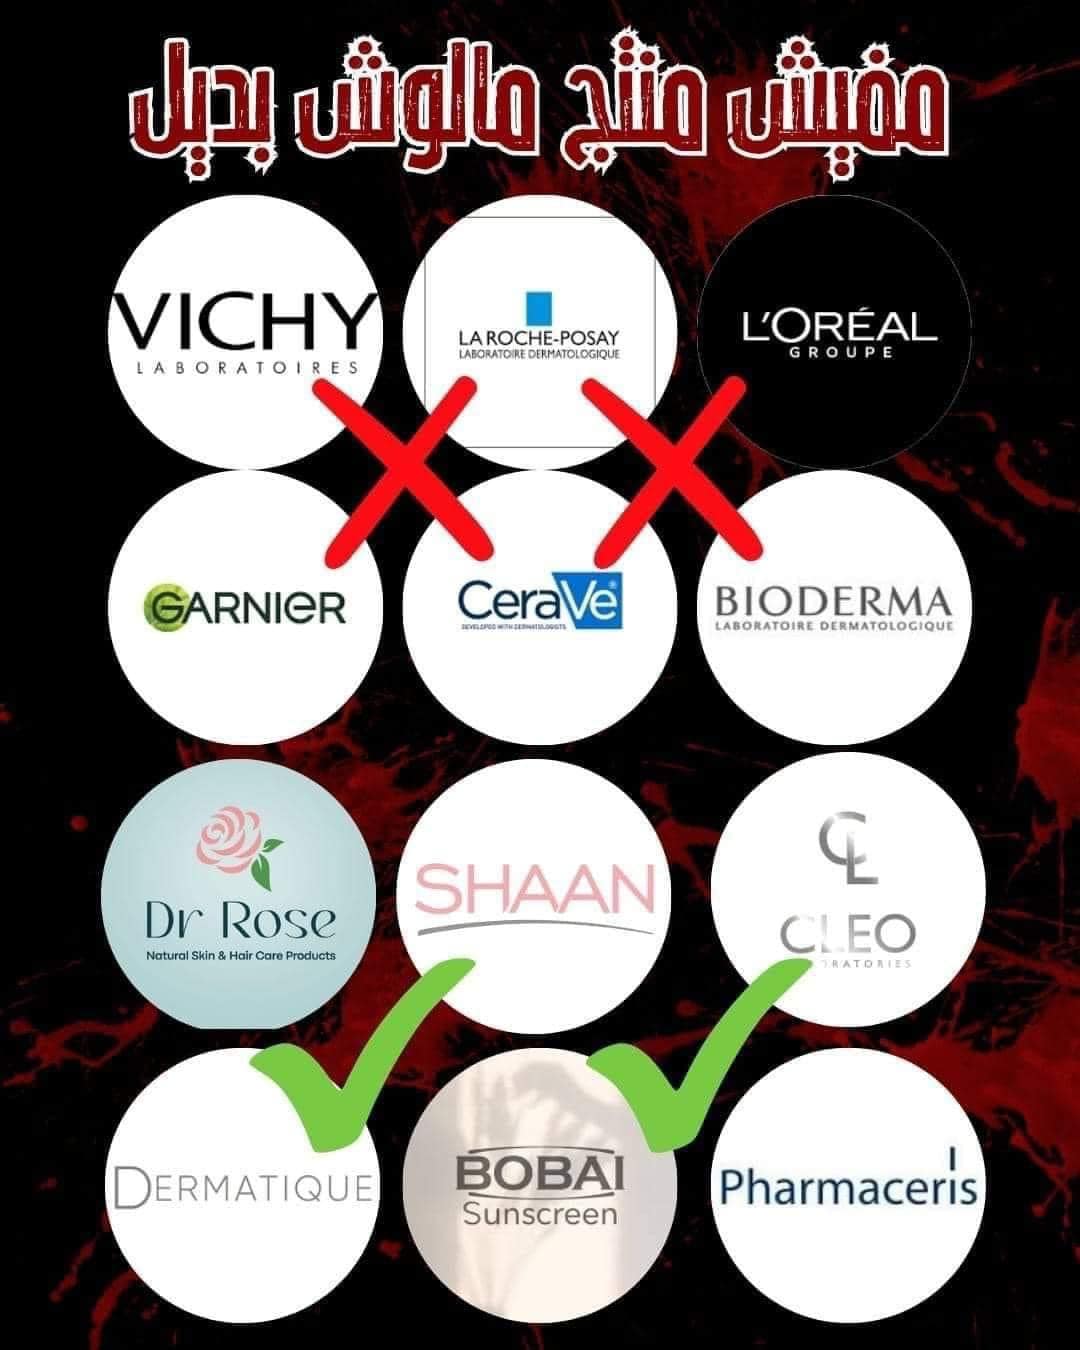 مفيش منتج مالوش بديل
VICHY
LABORATOIRES
LA ROCHE-POSAY
LABORATOIRE DERMATOLOGIQUE
L'ORÉAL
GROUPE
GARNIER
CeraVe®
DEVELOPED WITH DERMATOLOGISTS
BIODERMA
LABORATOIRE DERMATOLOGIQUE
Dr Rose
Natural Skin & Hair Care Products
SHAAN
CL
CLEO
DERMATIQUE
BOBAI
Sunscreen
Pharmaceris